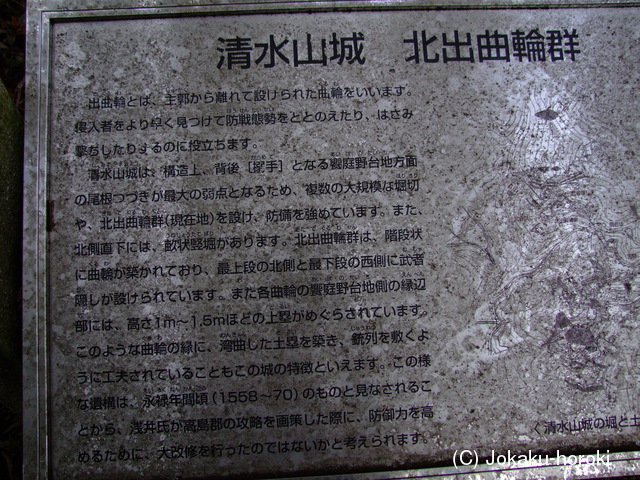 清水山城　北出曲輪群
出曲輪とは、主郭から離れて設けられた曲輪をいいます。
侵入者をより早く見つけて防戦態勢をととのえたり、はさみ
撃ちしたりするのに役立ちます。
清水山城は、構造上、背後［搦手］となる饗庭野台地方面
の尾根つづきが最大の弱点となるため、複数の大規模な堀切
や、北出曲輪群(現在地)を設け、防備を強めています。また、
北側直下には、畝状竪堀があります。北出曲輪群は、階段状
に曲輪が築かれており、最上段の北側と最下段の西側に武者
隠しが設けられています。また各曲輪の饗庭野台地側の縁辺
部には、高さ1m～1.5mほどの土塁がめぐらされています。
このような曲輪の縁に、湾曲した土塁を築き、銃列を敷くよ
うに工夫されていることもこの城の特徴といえます。この様
な遺構は、永禄年間頃(1558～70)のものと見なされるこ
とから、浅井氏が高島郡の攻略を画策した際に、防御力を高
めるために、大改修を行ったのではないかと考えられます。
く清水山城の堀と土
(C) Jokaku-horoki